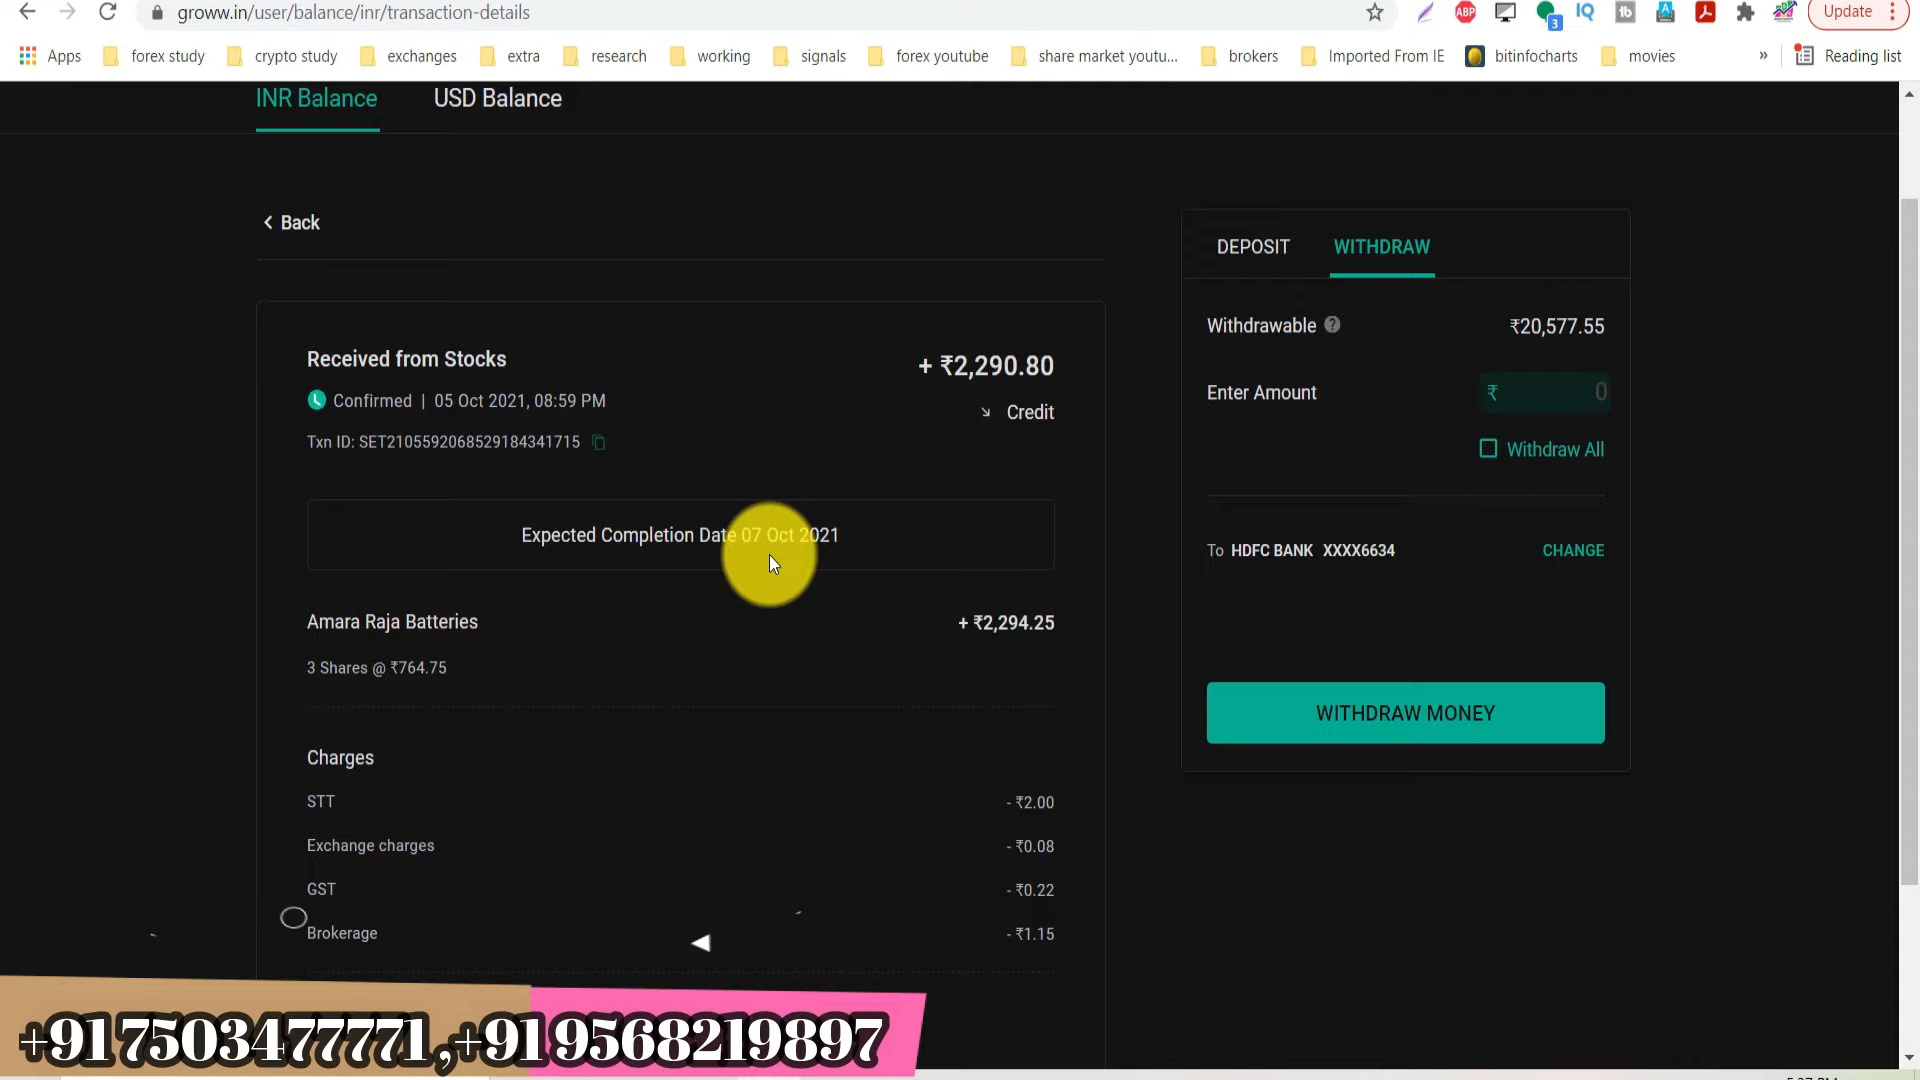 groww.in/user/balance/inr/transaction-details
ABP
3
IQ
tb
Update
Apps
forex study
crypto study
exchanges
extra
research
working
signals
forex youtube
share market youtu...
brokers
Imported From IE
bitinfocharts
movies
»
Reading list
INR Balance
USD Balance
Back
DEPOSIT
WITHDRAW
Withdrawable ?
₹20,577.55
Received from Stocks
+ ₹2,290.80
Confirmed | 05 Oct 2021, 08:59 PM
Credit
Enter Amount
₹ 0
Txn ID: SET2105592068529184341715
Withdraw All
Expected Completion Date 07 Oct 2021
To HDFC BANK XXXX6634
CHANGE
Amara Raja Batteries
+ ₹2,294.25
3 Shares @ ₹764.75
WITHDRAW MONEY
Charges
STT
- ₹2.00
Exchange charges
- ₹0.08
GST
- ₹0.22
Brokerage
- ₹1.15
+917503477771,+919568219897